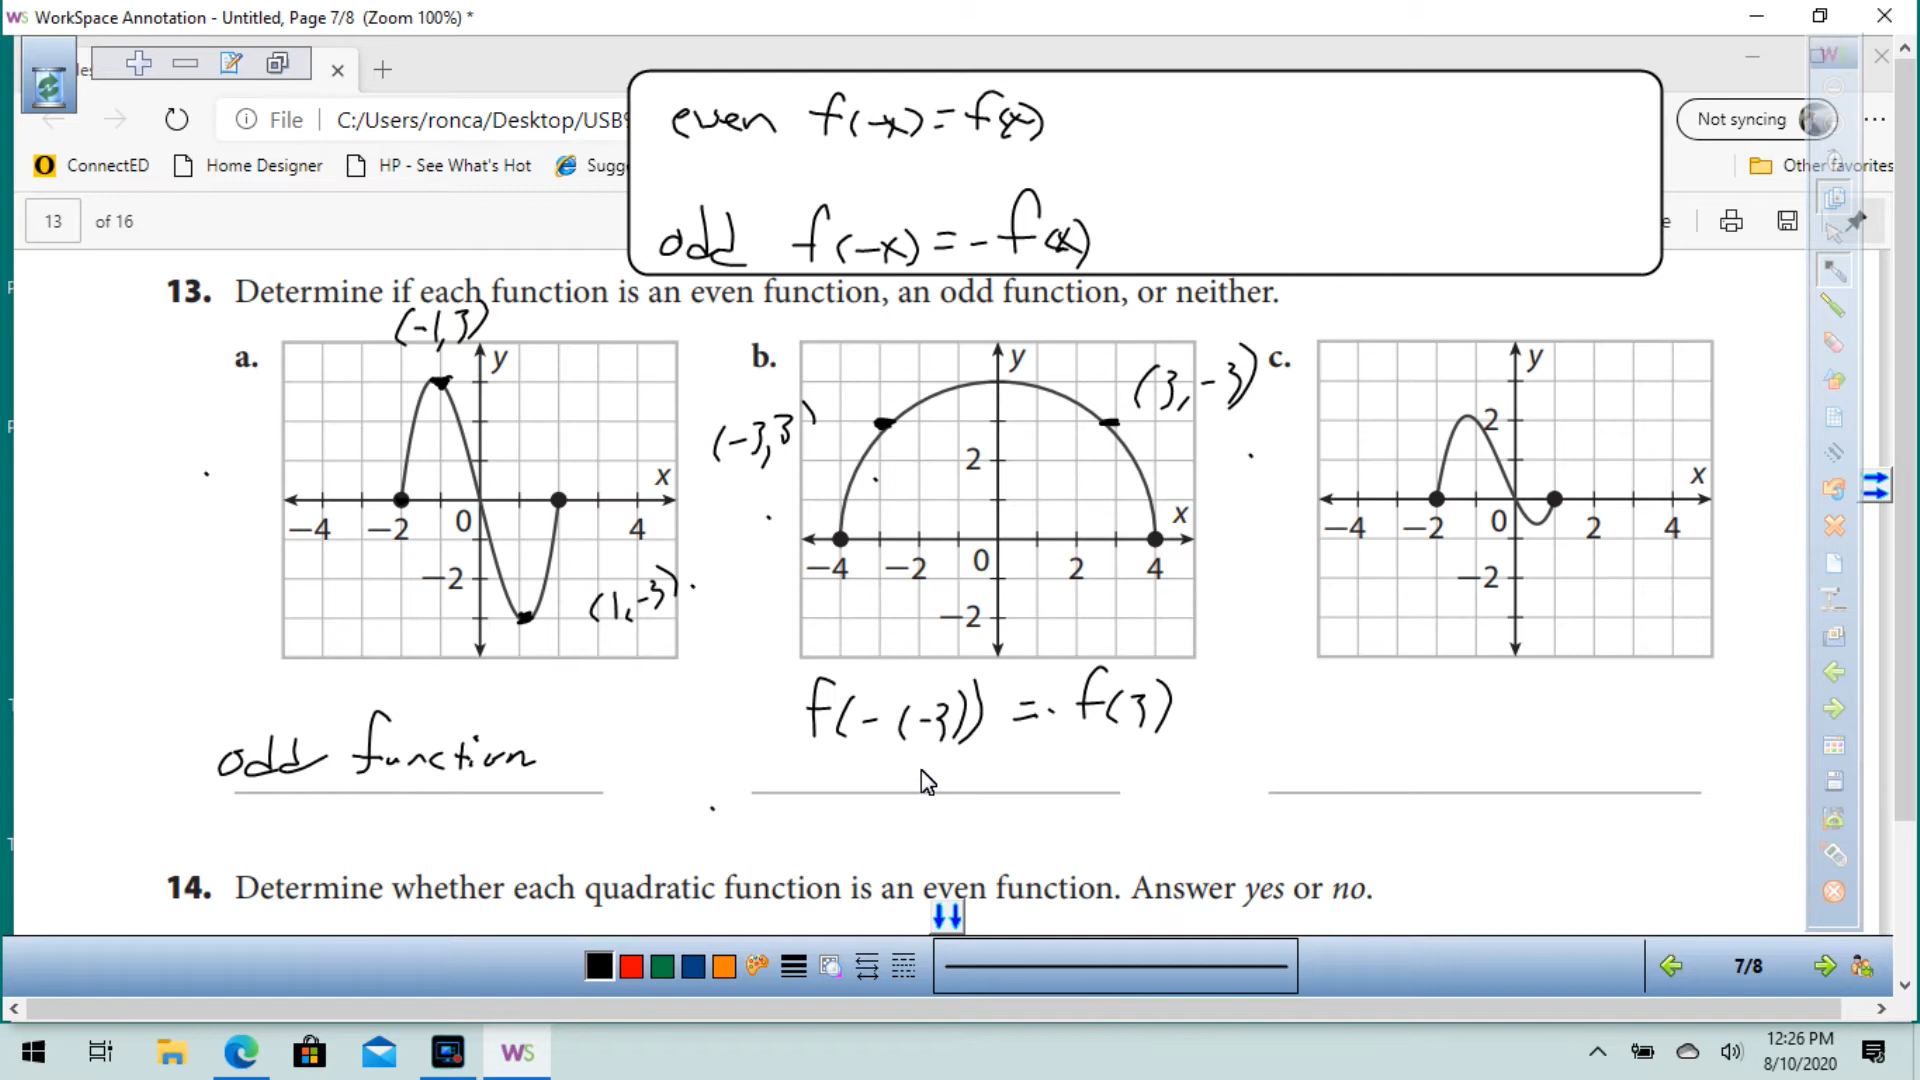 WS WorkSpace Annotation - Untitled, Page 7/8 (Zoom 100%) *
File C:/Users/ronca/Desktop/USB
Not syncing
ConnectED Home Designer HP - See What's Hot Other favorites
13 of 16
even f(-x)=f(x)
odd f(-x)=-f(x)
13. Determine if each function is an even function, an odd function, or neither.
a.
(-1,3)
y
x
-4 -2 0 4
-2
(1,-3)
b.
(-3,3)
(3,-3)
y
2
x
-4 -2 0 2 4
-2
c.
y
2
x
-4 -2 0 2 4
-2
f(-(-3)) = f(3)
odd function
14. Determine whether each quadratic function is an even function. Answer yes or no.
7/8
WS
12:26 PM
8/10/2020